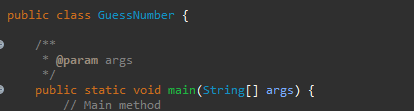 public class GuessNumber {
/**
* @param args
*/
public static void main(String[] args) {
// Main method